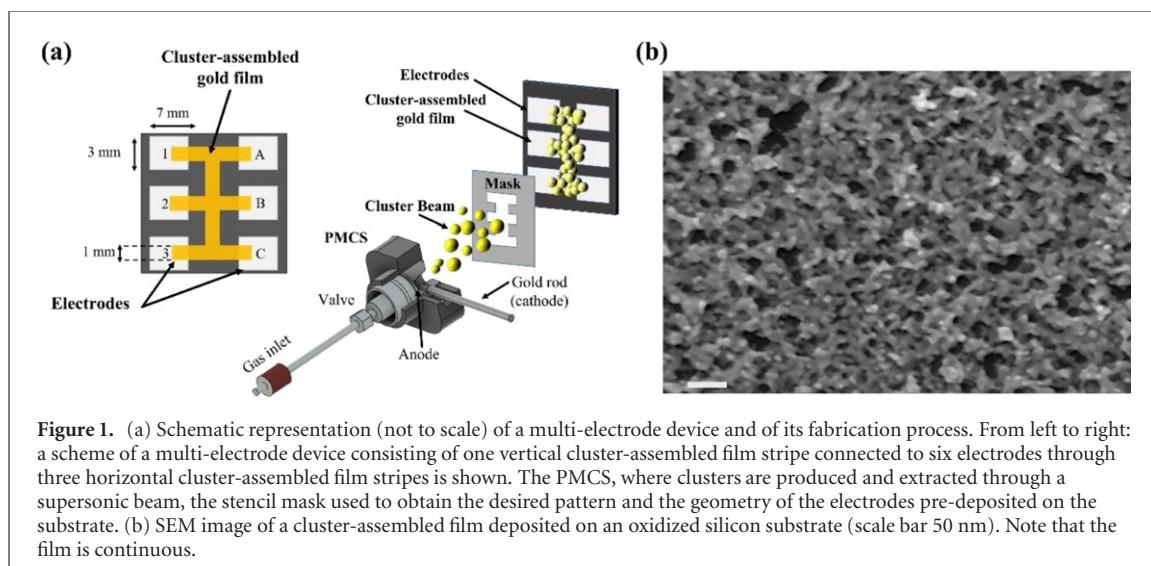 (a)
Cluster-assembled
gold film
7 mm
3 mm
1
A
2
B
1 mm
3
C
Electrodes
Electrodes
Cluster-assembled
gold film
Mask
Cluster Beam
PMCS
Valve
Gold rod
(cathode)
Anode
Gas inlet
(b)
Figure 1. (a) Schematic representation (not to scale) of a multi-electrode device and of its fabrication process. From left to right:
a scheme of a multi-electrode device consisting of one vertical cluster-assembled film stripe connected to six electrodes through
three horizontal cluster-assembled film stripes is shown. The PMCS, where clusters are produced and extracted through a
supersonic beam, the stencil mask used to obtain the desired pattern and the geometry of the electrodes pre-deposited on the
substrate. (b) SEM image of a cluster-assembled film deposited on an oxidized silicon substrate (scale bar 50 nm). Note that the
film is continuous.